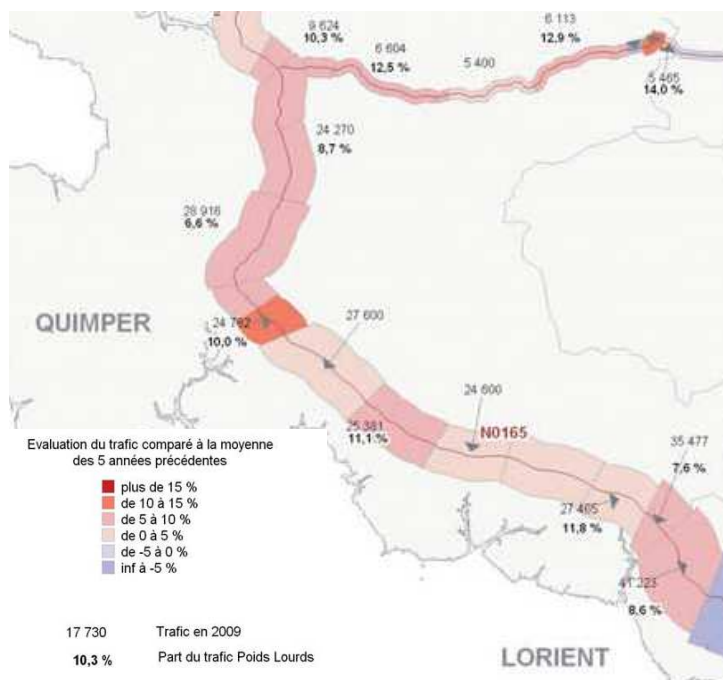 9 624
10,3 %
6 604
12,5 %
5 400
6 113
12,9 %
5 465
14,0 %
24 270
8,7 %
28 916
6,6 %
QUIMPER
24 782
10,0 %
27 600
25 381
11,1 %
24 600
N0165
35 477
7,6 %
27 465
11,8 %
41 223
8,6 %
LORIENT
Evaluation du trafic comparé à la moyenne
des 5 années précédentes
plus de 15 %
de 10 à 15 %
de 5 à 10 %
de 0 à 5 %
de -5 à 0 %
inf à -5 %
17 730 Trafic en 2009
10,3 % Part du trafic Poids Lourds